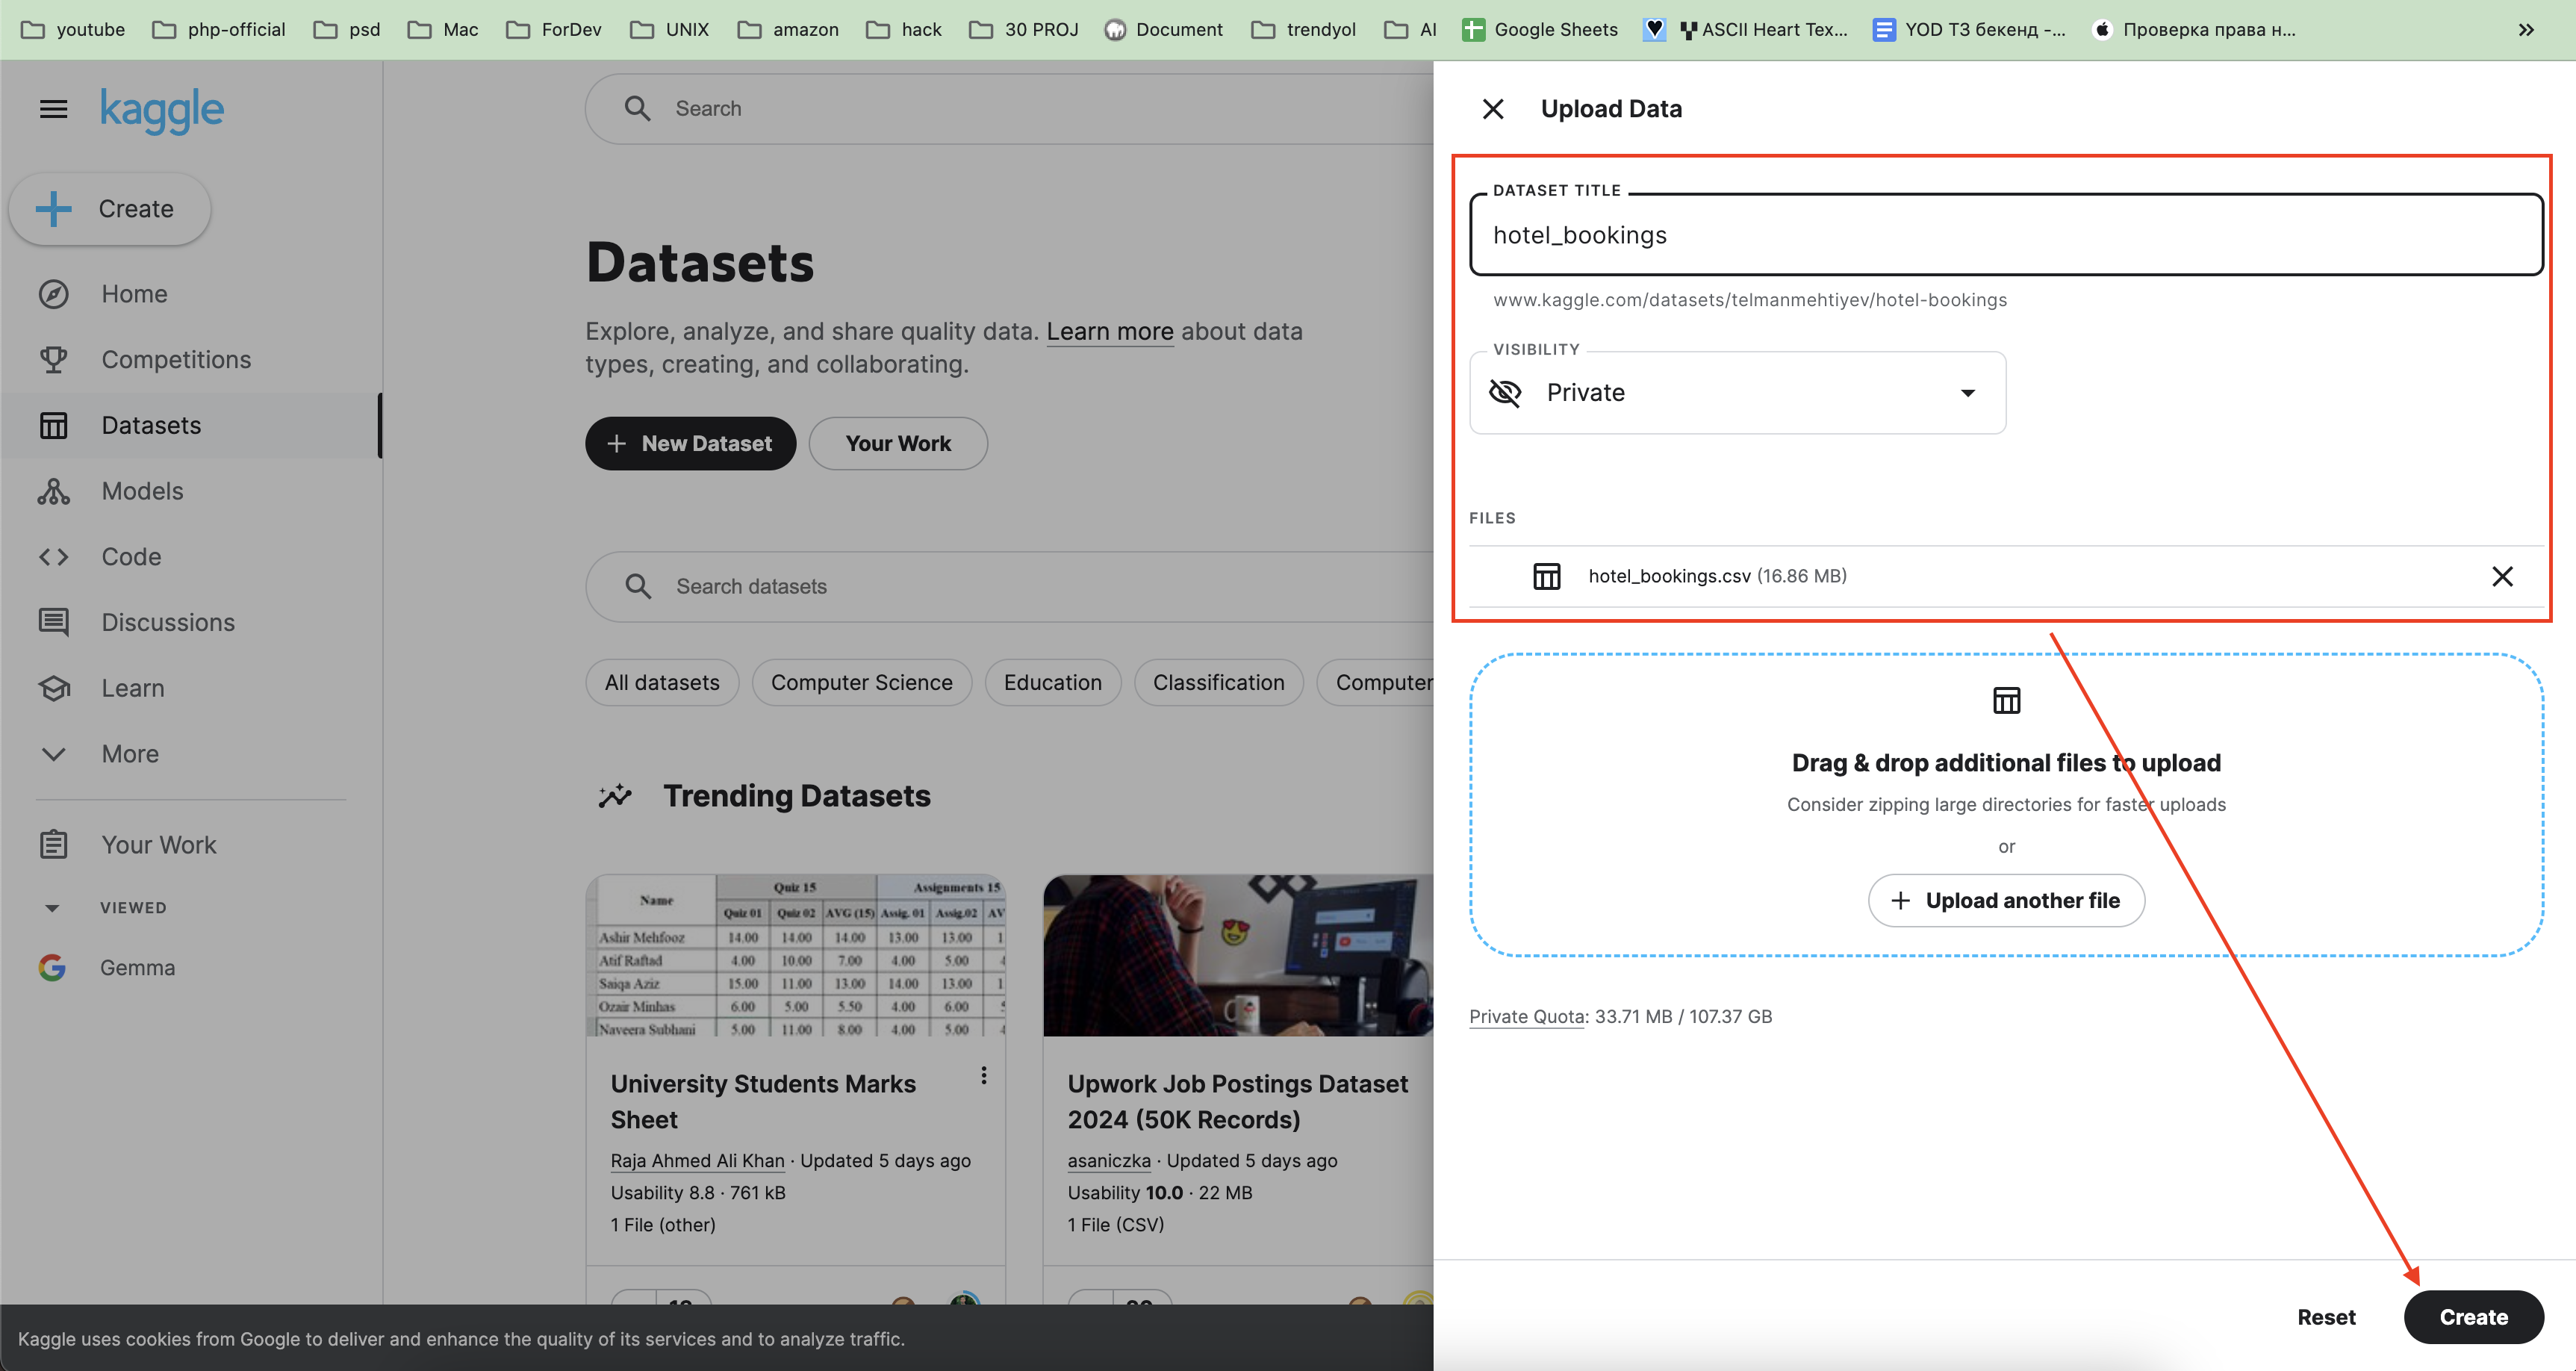 youtube
php-official
psd
Mac
ForDev
UNIX
amazon
hack
30 PROJ
Document
trendyol
AI
Google Sheets
ASCII Heart Tex...
YOD ТЗ бекенд -...
Проверка права н...
kaggle
Search
Create
Home
Competitions
Datasets
Models
Code
Discussions
Learn
More
Your Work
VIEWED
Gemma
Datasets
Explore, analyze, and share quality data. Learn more about data
types, creating, and collaborating.
New Dataset
Your Work
Search datasets
All datasets
Computer Science
Education
Classification
Computer
Trending Datasets
Name Quiz 15 Assignments 15
Quiz 01 Quiz 02 AVG (15) Assig. 01 Assig.02 AV
Ashir Mehfooz 14.00 14.00 14.00 13.00 13.00 1
Atif Raftad 4.00 10.00 7.00 4.00 5.00
Saiqa Aziz 15.00 11.00 13.00 14.00 13.00 1
Ozair Minhas 6.00 5.00 5.50 4.00 6.00
Naveera Subhani 5.00 11.00 8.00 4.00 5.00
University Students Marks
Sheet
Raja Ahmed Ali Khan · Updated 5 days ago
Usability 8.8 · 761 kB
1 File (other)
Upwork Job Postings Dataset
2024 (50K Records)
asaniczka · Updated 5 days ago
Usability 10.0 · 22 MB
1 File (CSV)
Kaggle uses cookies from Google to deliver and enhance the quality of its services and to analyze traffic.
Upload Data
DATASET TITLE
hotel_bookings
www.kaggle.com/datasets/telmanmehtiyev/hotel-bookings
VISIBILITY
Private
FILES
hotel_bookings.csv (16.86 MB)
Drag & drop additional files to upload
Consider zipping large directories for faster uploads
or
Upload another file
Private Quota: 33.71 MB / 107.37 GB
Reset
Create